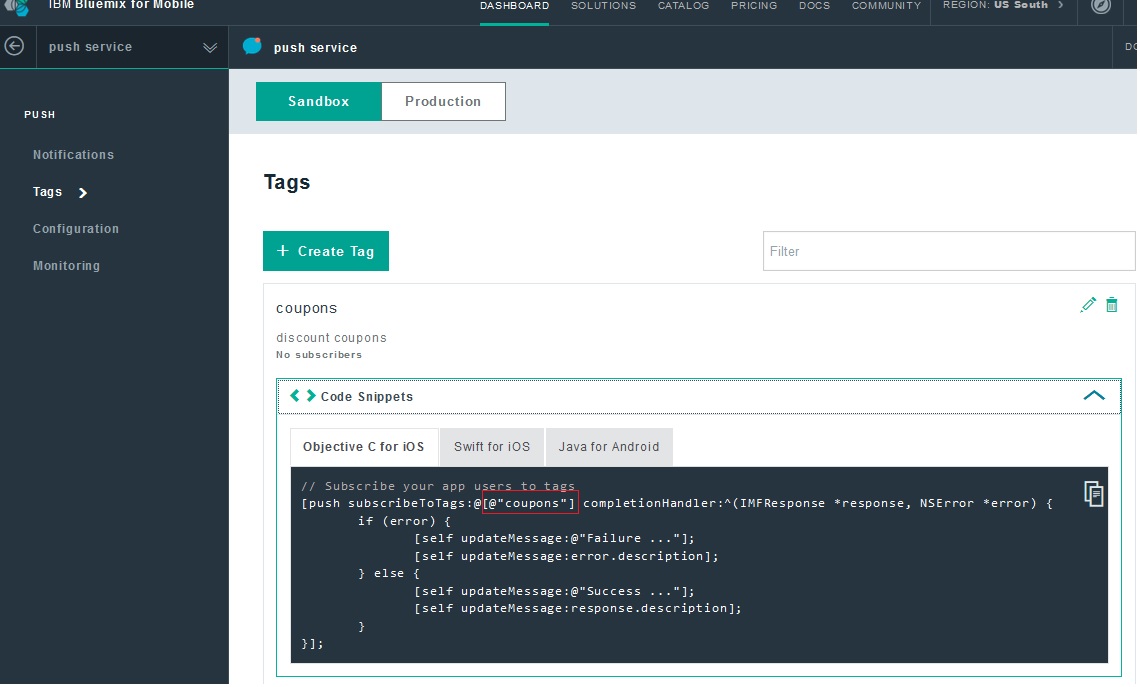 IBM Bluemix for Mobile
DASHBOARD SOLUTIONS CATALOG PRICING DOCS COMMUNITY REGION: US South
push service
push service
PUSH
Notifications
Tags
Configuration
Monitoring
Sandbox Production
Tags
+ Create Tag
Filter
coupons
discount coupons
No subscribers
Code Snippets
Objective C for iOS Swift for iOS Java for Android
// Subscribe your app users to tags
[push subscribeToTags:@[@"coupons"] completionHandler:^(IMFResponse *response, NSError *error) {
if (error) {
[self updateMessage:@"Failure ..."];
[self updateMessage:error.description];
} else {
[self updateMessage:@"Success ..."];
[self updateMessage:response.description];
}
}];